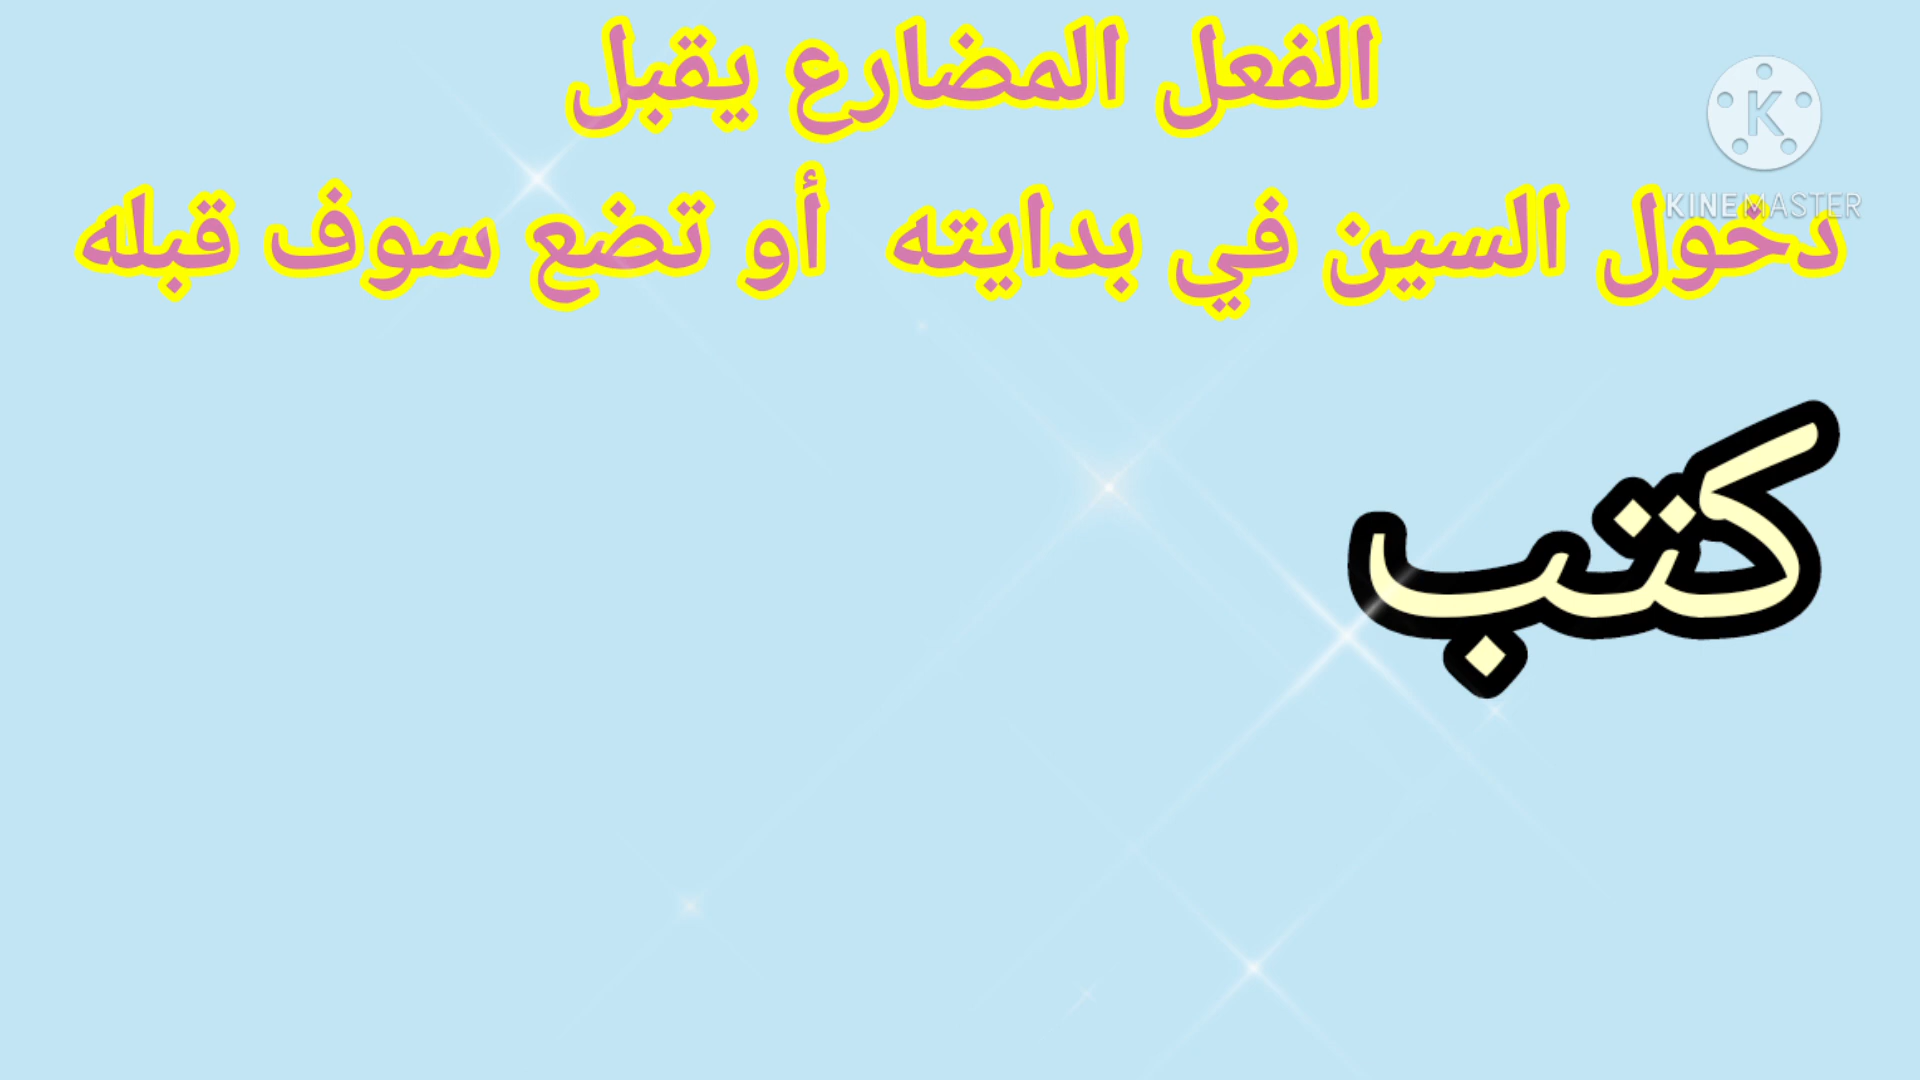 الفعل المضارع يقبل
دخول السين في بدايته أو تضع سوف قبله
كتب
K
KINEMASTER